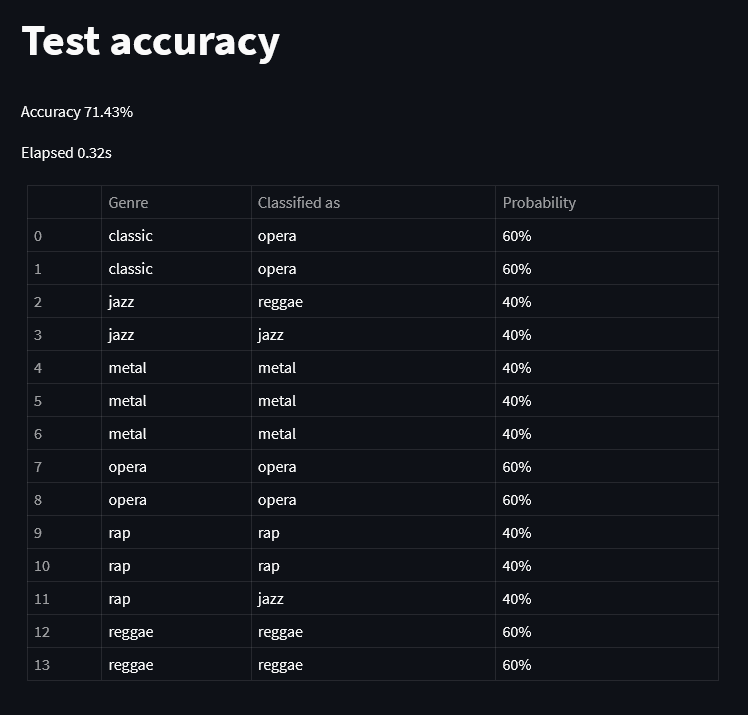 Test accuracy
Accuracy 71.43%
Elapsed 0.32s
Genre Classified as Probability
0 classic opera 60%
1 classic opera 60%
2 jazz reggae 40%
3 jazz jazz 40%
4 metal metal 40%
5 metal metal 40%
6 metal metal 40%
7 opera opera 60%
8 opera opera 60%
9 rap rap 40%
10 rap rap 40%
11 rap jazz 40%
12 reggae reggae 60%
13 reggae reggae 60%